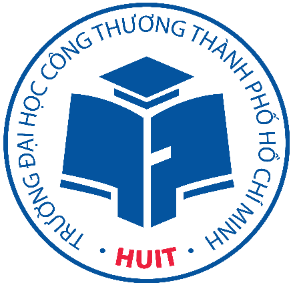 TRƯỜNG ĐẠI HỌC CÔNG THƯƠNG THÀNH PHỐ HỒ CHÍ MINH
HUIT